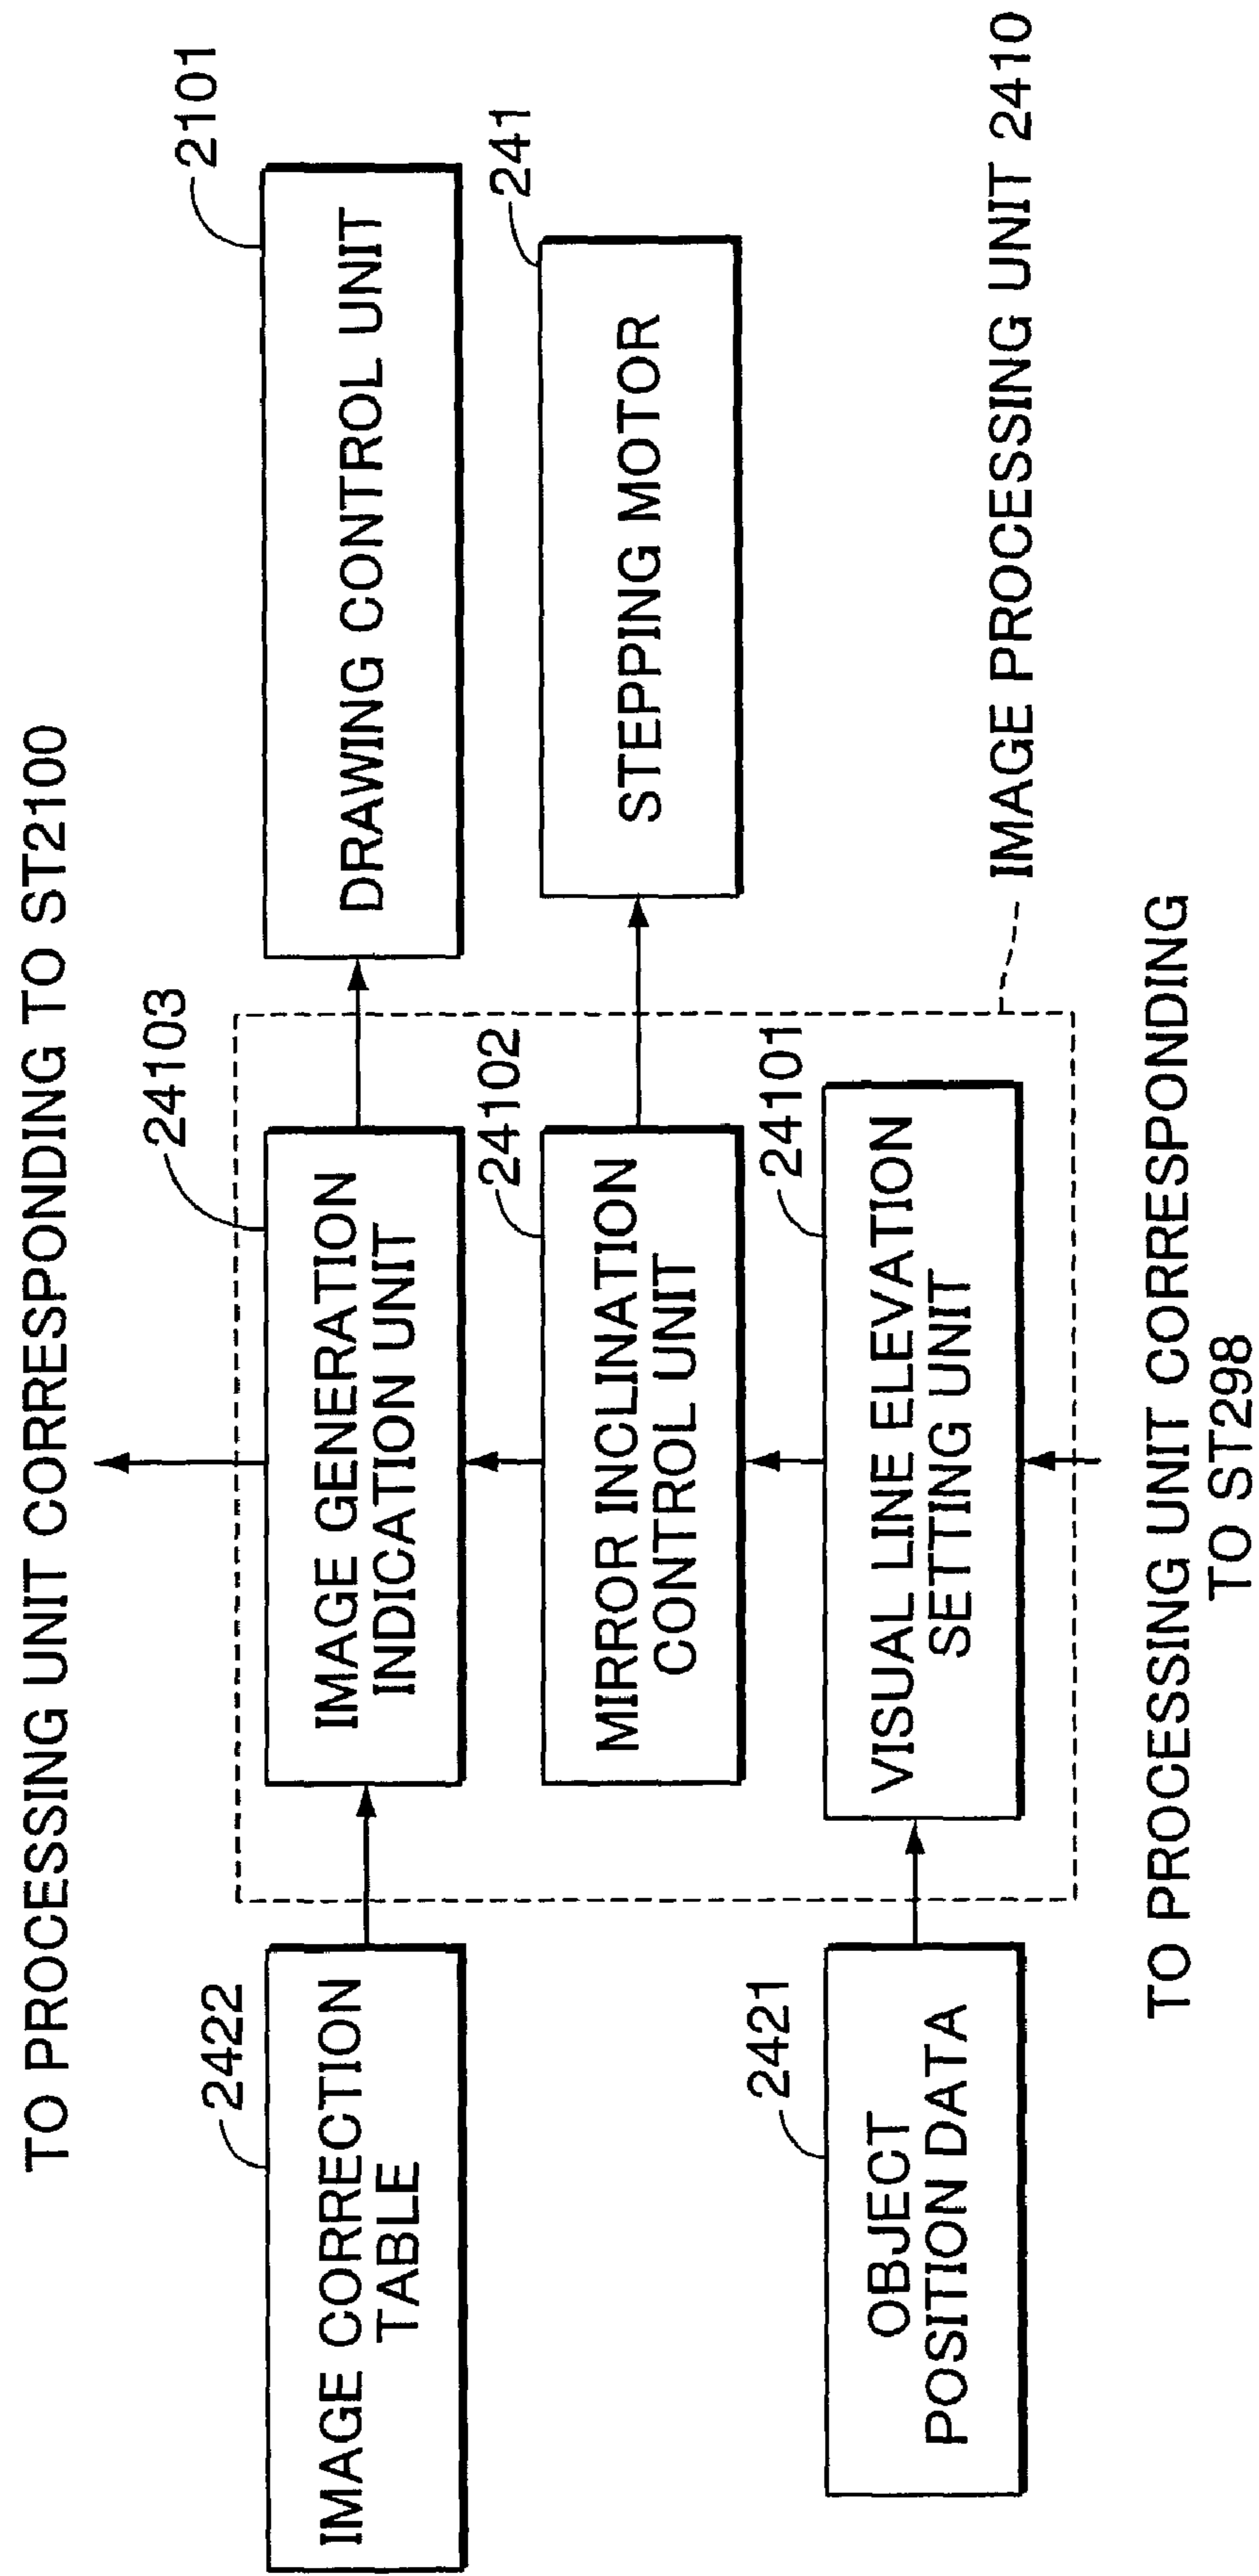 TO PROCESSING UNIT CORRESPONDING TO ST2100
2422
IMAGE CORRECTION
TABLE
24103
IMAGE GENERATION
INDICATION UNIT
2101
DRAWING CONTROL UNIT
24102
MIRROR INCLINATION
CONTROL UNIT
241
STEPPING MOTOR
2421
OBJECT
POSITION DATA
24101
VISUAL LINE ELEVATION
SETTING UNIT
IMAGE PROCESSING UNIT 2410
TO PROCESSING UNIT CORRESPONDING
TO ST298